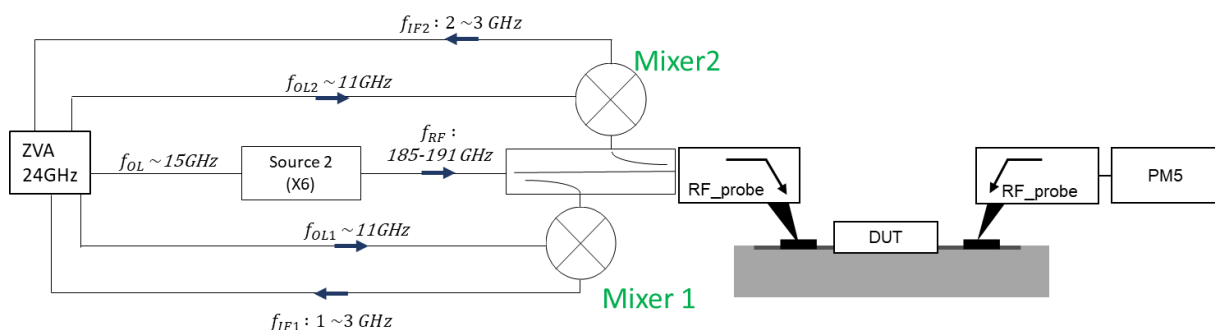 f_IF2 : 2 ~3 GHz
Mixer2
f_OL2 ~11GHz
ZVA
24GHz
f_OL ~15GHz
Source 2
(X6)
f_RF :
185-191 GHz
RF_probe
RF_probe
PM5
DUT
f_OL1 ~11GHz
Mixer 1
f_IF1 : 1 ~3 GHz